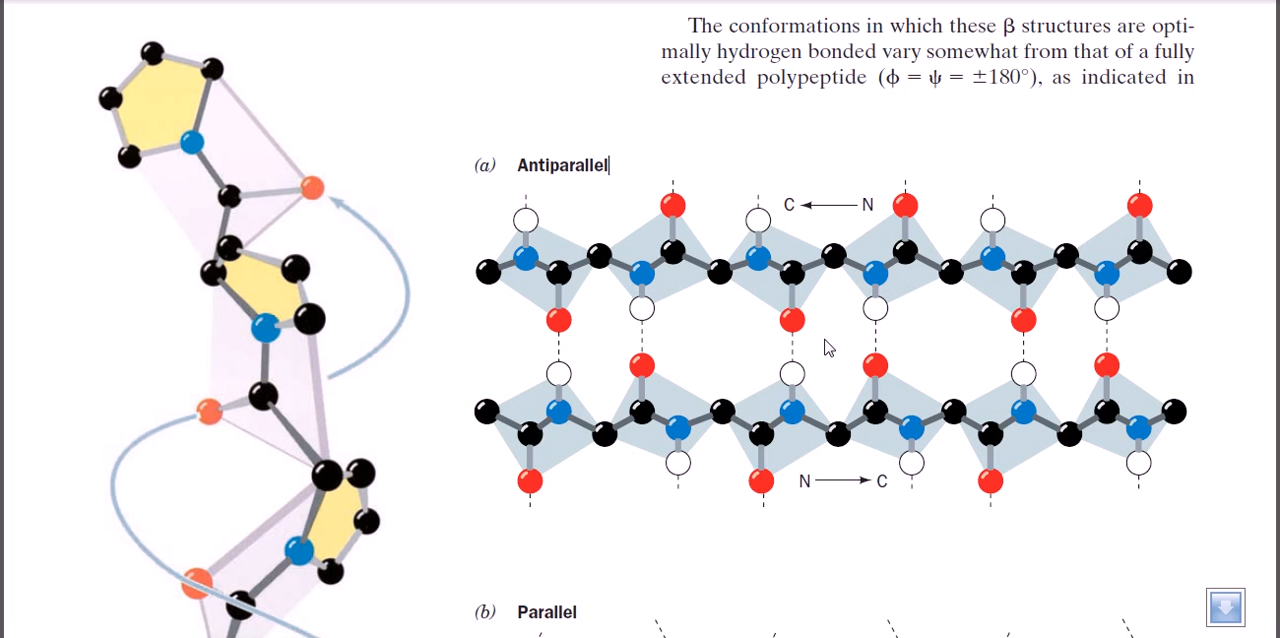 The conformations in which these β structures are opti-
mally hydrogen bonded vary somewhat from that of a fully
extended polypeptide (ϕ = ψ = ±180°), as indicated in
(a) Antiparallel
C ← N
N → C
(b) Parallel